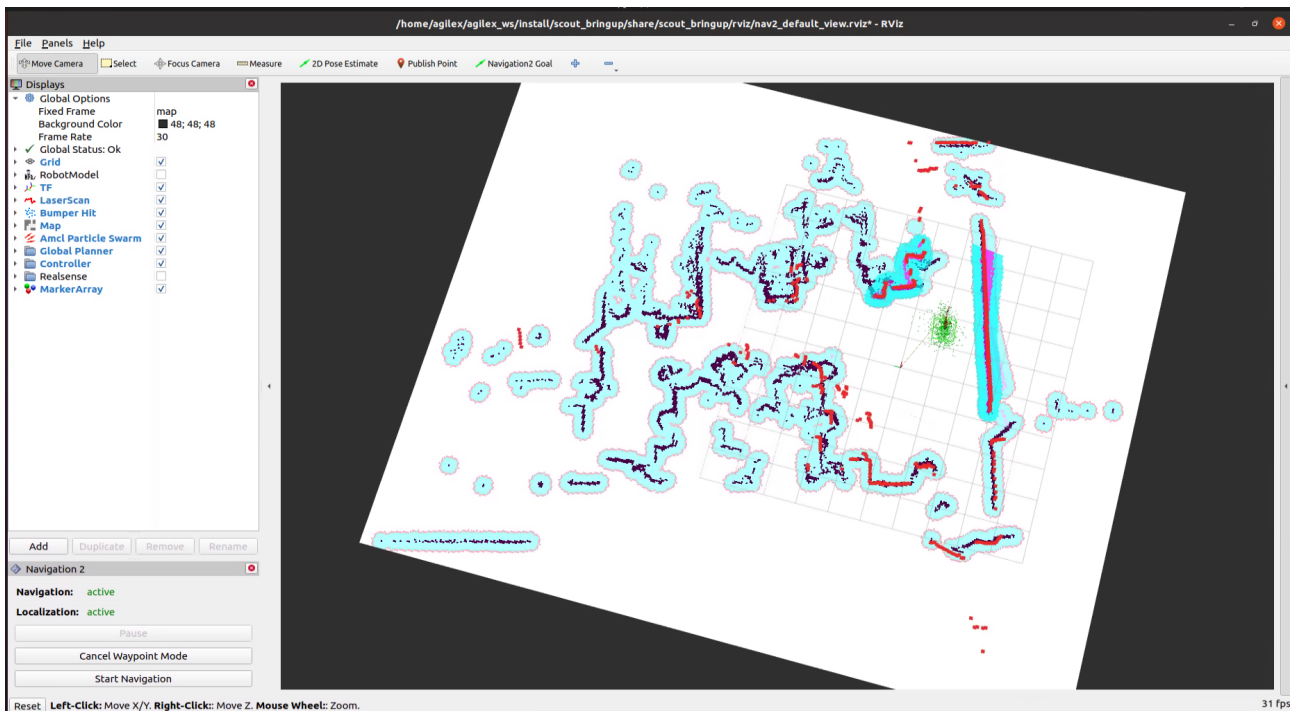 /home/agilex/agilex_ws/install/scout_bringup/share/scout_bringup/rviz/nav2_default_view.rviz* - RViz
File Panels Help
Move Camera Select Focus Camera Measure 2D Pose Estimate Publish Point Navigation2 Goal
Displays
Global Options
Fixed Frame map
Background Color 48; 48; 48
Frame Rate 30
Global Status: Ok
Grid
RobotModel
TF
LaserScan
Bumper Hit
Map
Amcl Particle Swarm
Global Planner
Controller
Realsense
MarkerArray
Add Duplicate Remove Rename
Navigation 2
Navigation: active
Localization: active
Pause
Cancel Waypoint Mode
Start Navigation
Reset Left-Click: Move X/Y. Right-Click:: Move Z. Mouse Wheel:: Zoom. 31 fps